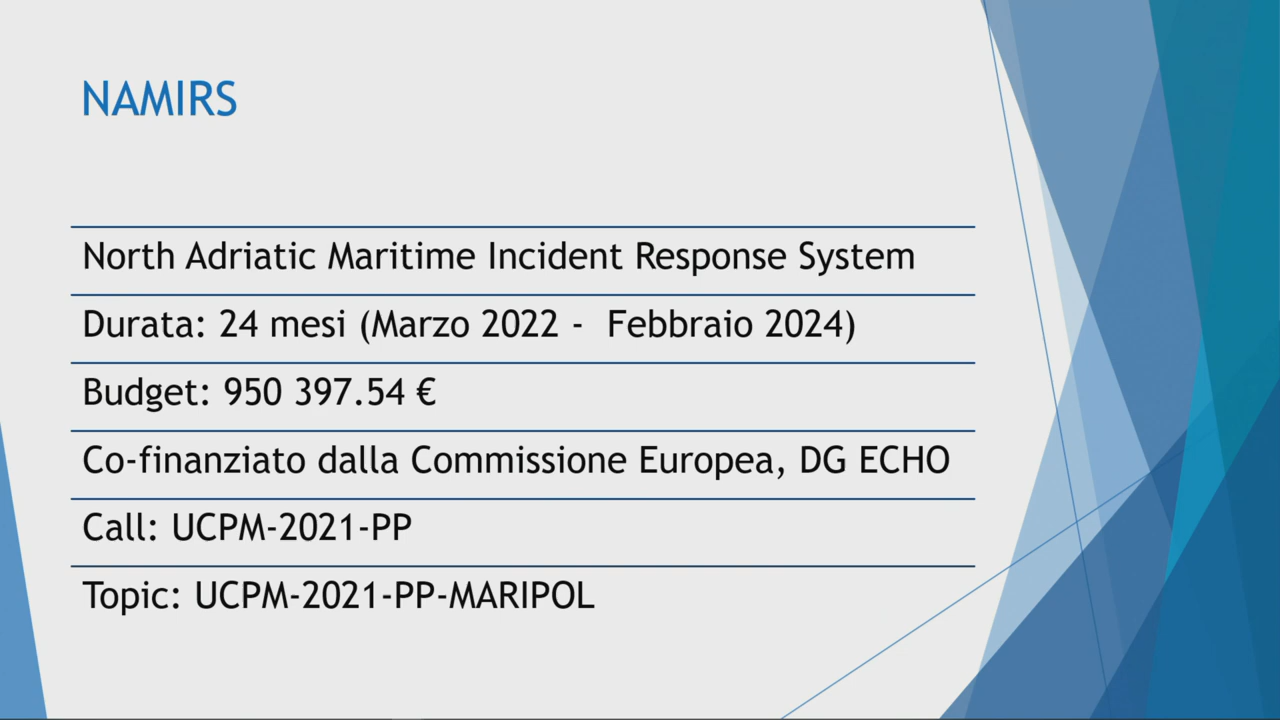 NAMIRS
North Adriatic Maritime Incident Response System
Durata: 24 mesi (Marzo 2022 -  Febbraio 2024)
Budget: 950 397.54 €
Co-finanziato dalla Commissione Europea, DG ECHO
Call: UCPM-2021-PP
Topic: UCPM-2021-PP-MARIPOL